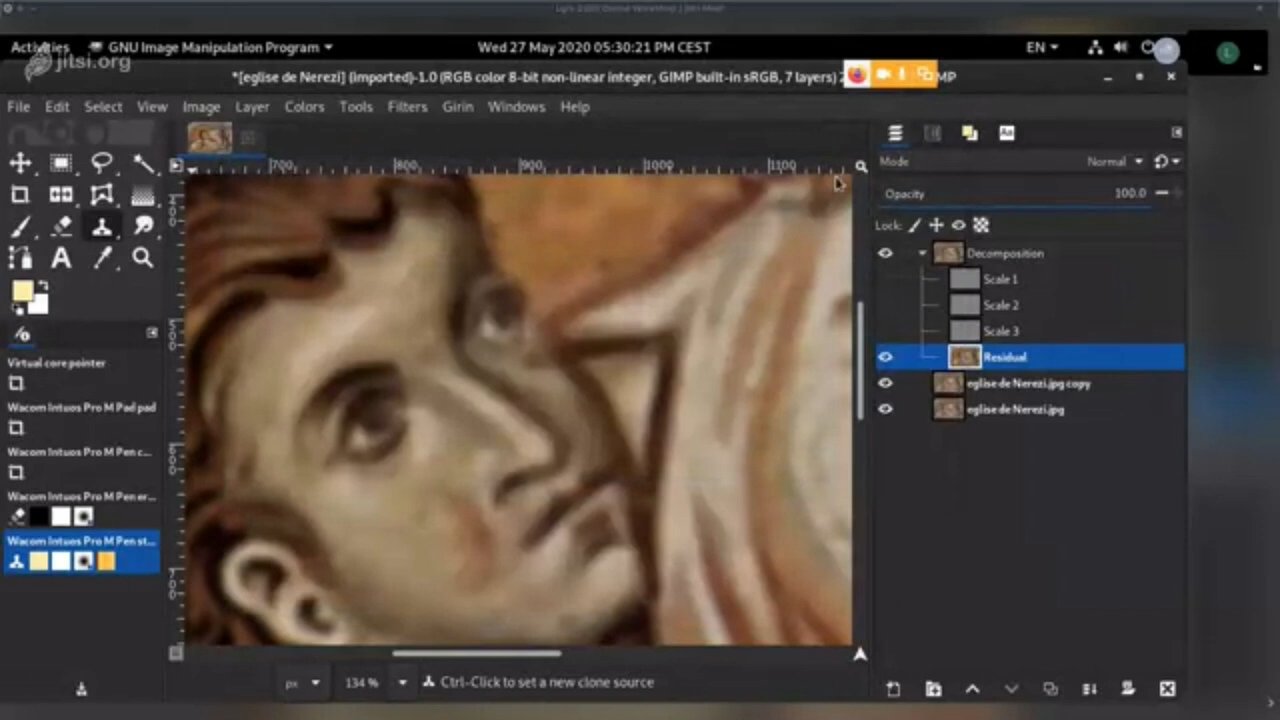 Activities GNU Image Manipulation Program Wed 27 May 2020 05:30:21 PM CEST EN
jitsi.org L
*[eglise de Nerezi] (imported)-1.0 (RGB color 8-bit non-linear integer, GIMP built-in sRGB, 7 layers) MP
File Edit Select View Image Layer Colors Tools Filters Girin Windows Help
Mode Normal
700 800 900 1000 1100
Opacity 100.0
Lock:
Decomposition
Scale 1
Scale 2
Scale 3
Residual
eglise de Nerezi.jpg copy
eglise de Nerezi.jpg
A
Aa
Virtual core pointer
Wacom Intuos Pro M Pad pad
Wacom Intuos Pro M Pen c...
Wacom Intuos Pro M Pen er...
Wacom Intuos Pro M Pen st...
px 134 % Ctrl-Click to set a new clone source